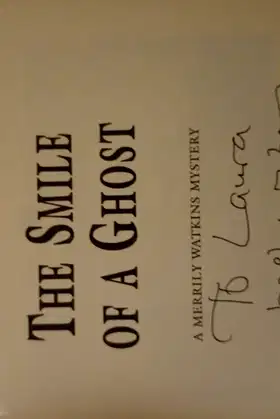 THE SMILE
OF A GHOST
A MERRILY WATKINS MYSTERY
To Laura